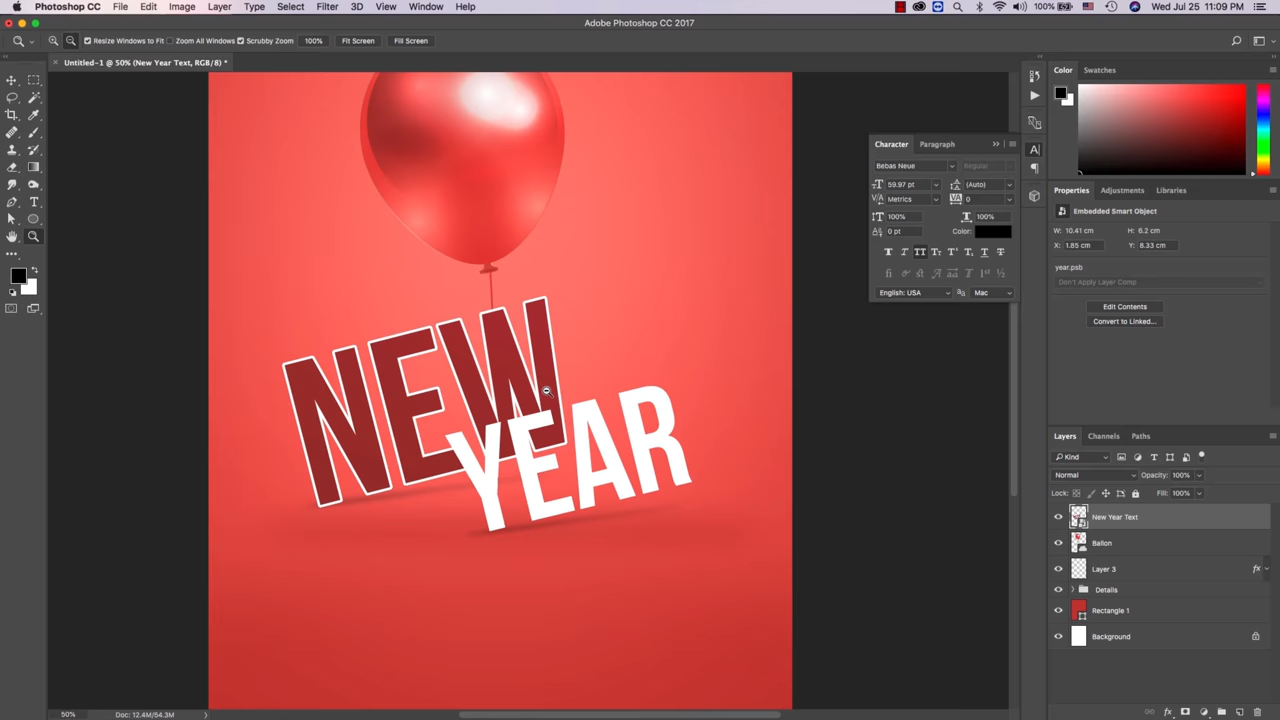 Photoshop CC File Edit Image Layer Type Select Filter 3D View Window Help 100% Wed Jul 25 11:09 PM
Adobe Photoshop CC 2017
Resize Windows to Fit Zoom All Windows Scrubby Zoom 100% Fit Screen Fill Screen
Untitled-1 @ 50% (New Year Text, RGB/8) *
Color Swatches
Character Paragraph
Bebas Neue Regular
59.97 pt (Auto)
Metrics 0
100% 100%
0 pt Color:
English: USA Mac
Properties Adjustments Libraries
Embedded Smart Object
W: 10.41 cm H: 6.2 cm
X: 1.85 cm Y: 8.33 cm
year.psb
Don't Apply Layer Comp
Edit Contents
Convert to Linked...
NEW
YEAR
Layers Channels Paths
Kind
Normal Opacity: 100%
Lock: Fill: 100%
New Year Text
Ballon
Layer 3 fx
Details
Rectangle 1
Background
50% Doc: 12.4M/54.3M